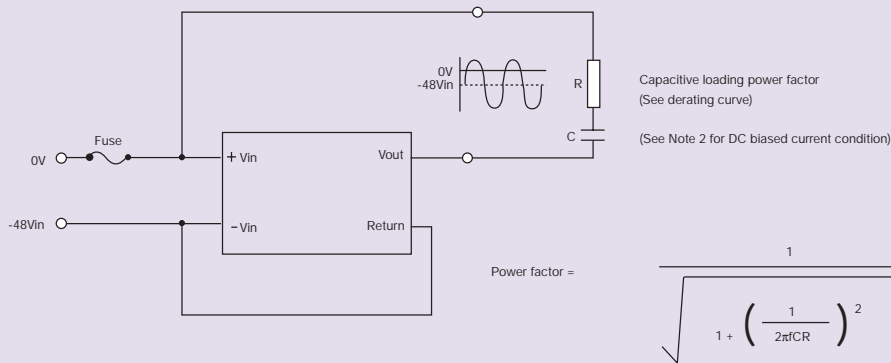 0V
-48Vin
R
Capacitive loading power factor
(See derating curve)
C
(See Note 2 for DC biased current condition)
Fuse
0V
+ Vin
Vout
-48Vin
- Vin
Return
Power factor =
1
1 + ( 1 / 2πfCR ) 2